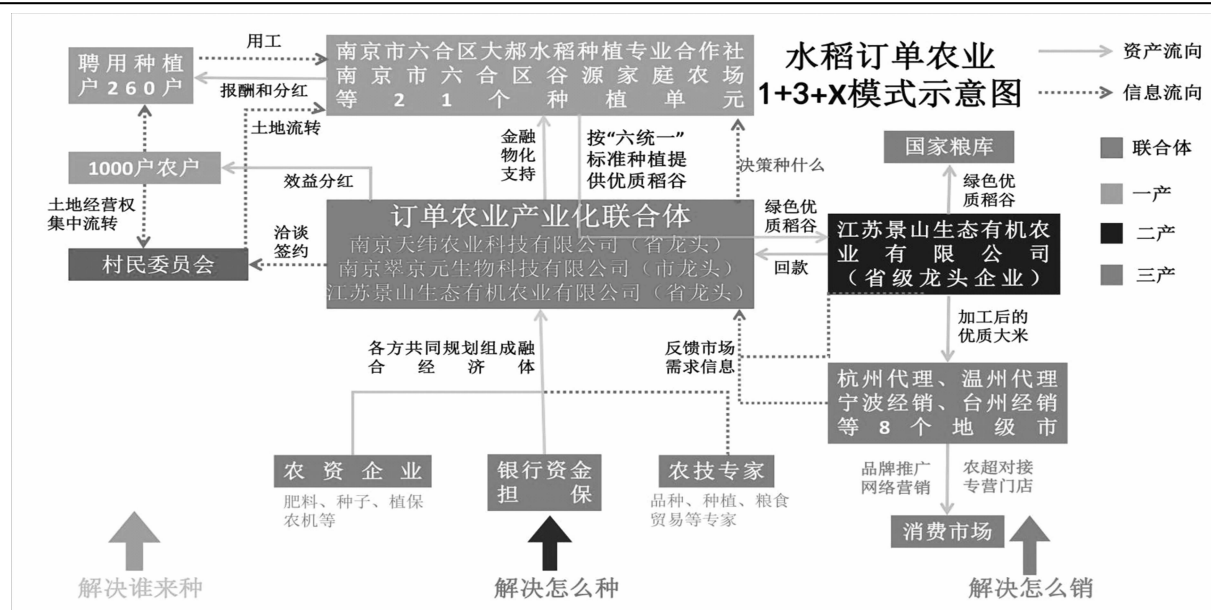 水稻订单农业
1+3+X模式示意图
资产流向
信息流向
联合体
一产
二产
三产
聘用种植
户260户
用工
报酬和分红
南京市六合区大郝水稻种植专业合作社
南京市六合区谷源家庭农场
等21个种植单元
土地流转
1000户农户
效益分红
金融
物化
支持
按“六统一”
标准种植提
供优质稻谷
决策种什么
国家粮库
绿色优
质稻谷
土地经营权
集中流转
村民委员会
洽谈
签约
订单农业产业化联合体
南京天纬农业科技有限公司（省龙头）
南京翠京元生物科技有限公司（市龙头）
江苏景山生态有机农业有限公司（省龙头）
绿色优
质稻谷
回款
江苏景山生态有机农
业有限公司
（省级龙头企业）
加工后的
优质大米
各方共同规划组成融
合经济体
反馈市场
需求信息
杭州代理、温州代理
宁波经销、台州经销
等8个地级市
农资企业
肥料、种子、植保
农机等
银行资金
担保
农技专家
品种、种植、粮食
贸易等专家
品牌推广
网络营销
农超对接
专营门店
消费市场
解决谁来种
解决怎么种
解决怎么销